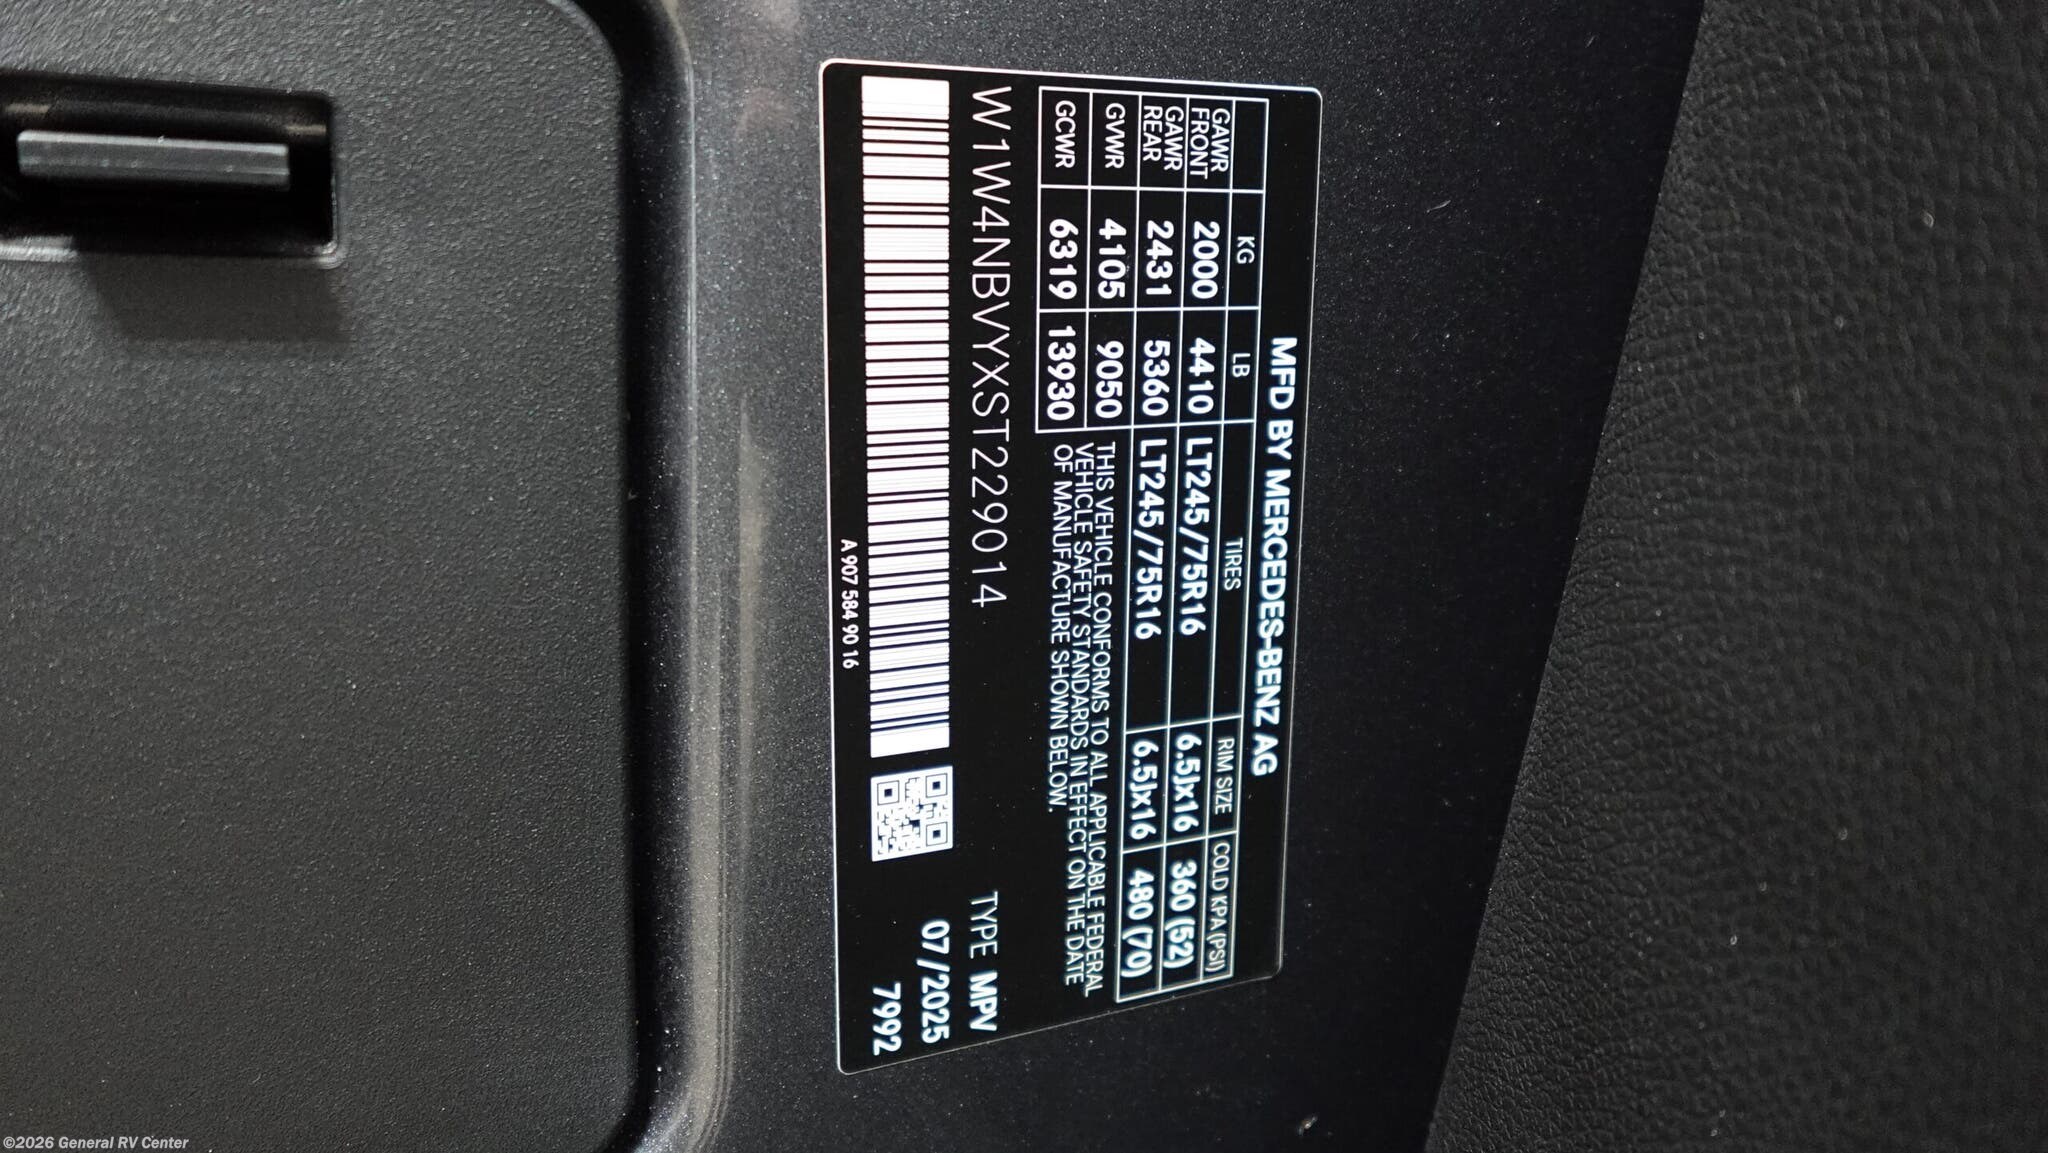 MFD BY MERCEDES-BENZ AG
KG LB TIRES RIM SIZE COLD KPA (PSI)
GAWR FRONT 2000 4410 LT245/75R16 6.5Jx16 360 (52)
GAWR REAR 2431 5360 LT245/75R16 6.5Jx16 480 (70)
GVWR 4105 9050
GCWR 6319 13930
THIS VEHICLE CONFORMS TO ALL APPLICABLE FEDERAL
VEHICLE SAFETY STANDARDS IN EFFECT ON THE DATE
OF MANUFACTURE SHOWN BELOW.
W1W4NBVYXST229014
TYPE MPV
07/2025
7992
A 907 584 90 16
©2026 General RV Center